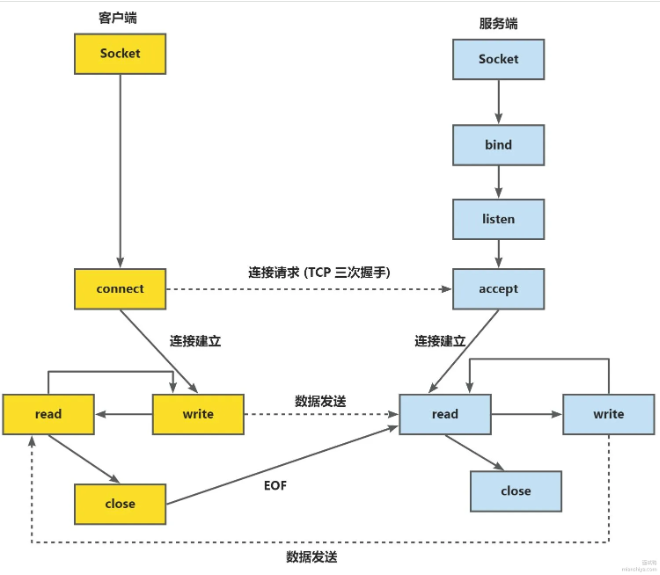 客户端
服务端
Socket
Socket
bind
listen
连接请求 (TCP 三次握手)
connect
accept
连接建立
连接建立
数据发送
read
write
read
write
EOF
close
close
数据发送